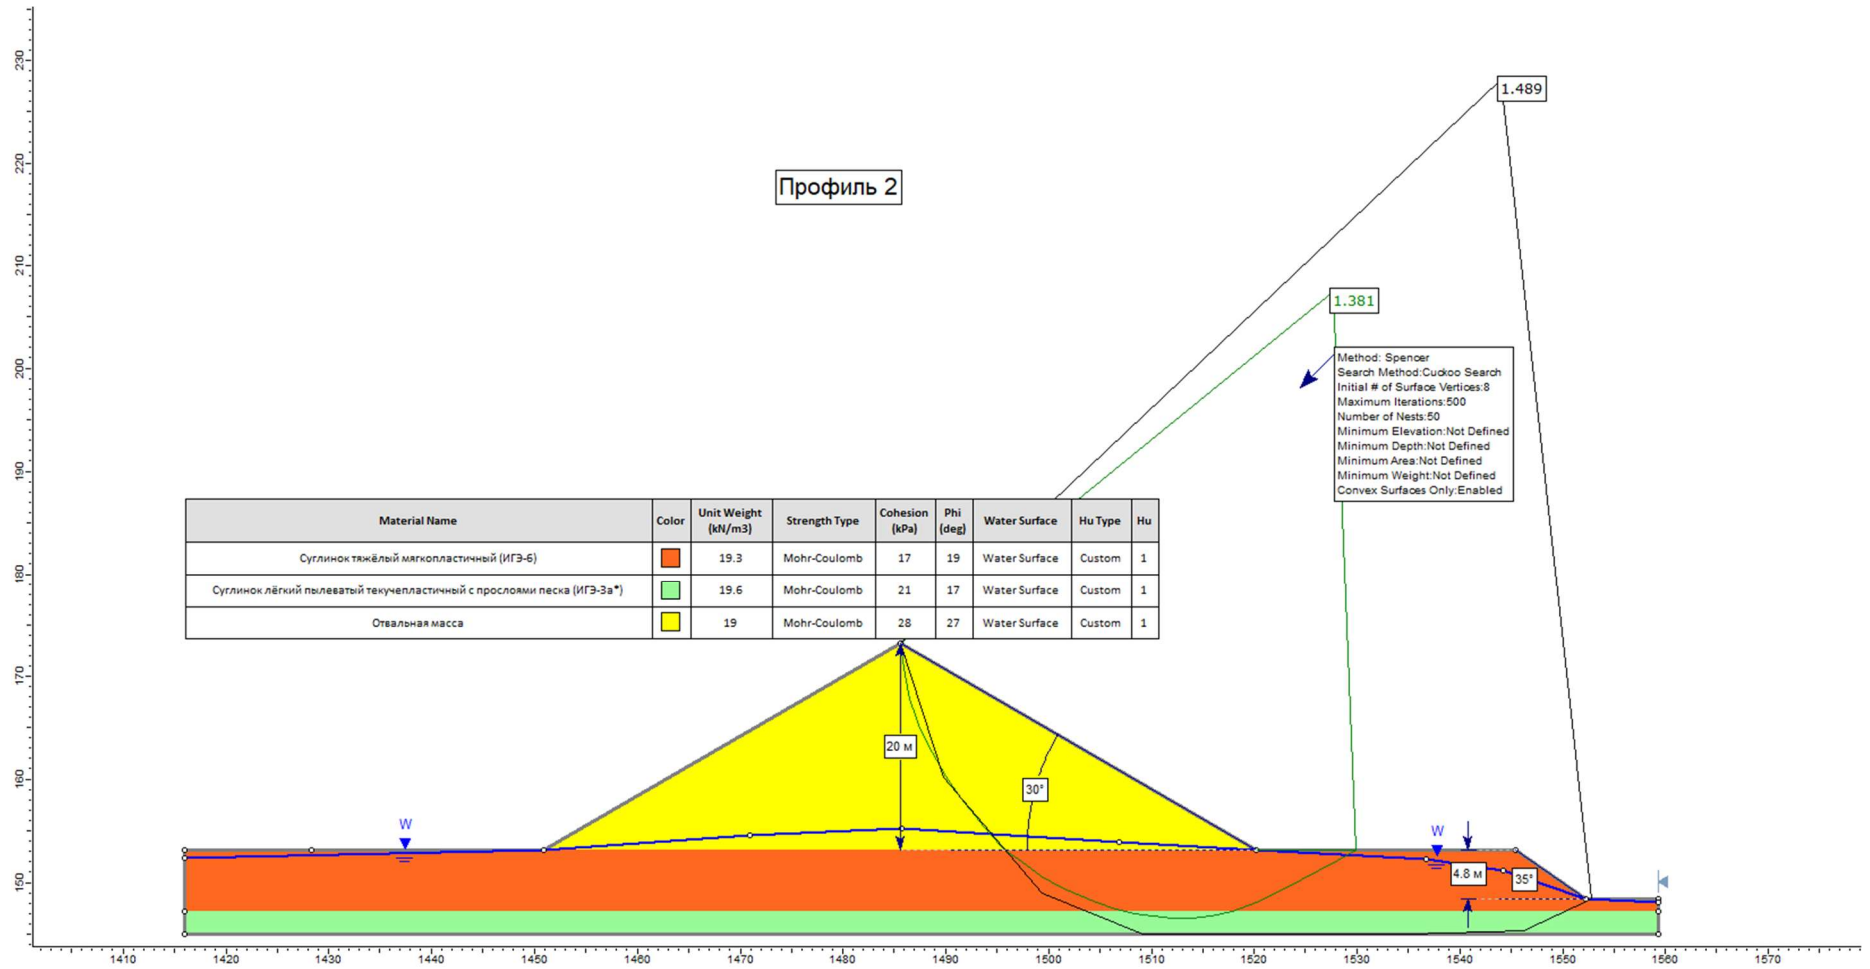 230
220
210
200
190
180
170
160
150
1.489
Профиль 2
1.381
Method: Spencer
Search Method:Cuckoo Search
Initial # of Surface Vertices:8
Maximum Iterations:500
Number of Nests:50
Minimum Elevation:Not Defined
Minimum Depth:Not Defined
Minimum Area:Not Defined
Minimum Weight:Not Defined
Convex Surfaces Only:Enabled
Material Name Color Unit Weight (kN/m3) Strength Type Cohesion (kPa) Phi (deg) Water Surface Hu Type Hu
Суглинок тяжёлый мягкопластичный (ИГЭ-6) 19.3 Mohr-Coulomb 17 19 Water Surface Custom 1
Суглинок лёгкий пылеватый текучепластичный с прослоями песка (ИГЭ-3а*) 19.6 Mohr-Coulomb 21 17 Water Surface Custom 1
Отвальная масса 19 Mohr-Coulomb 28 27 Water Surface Custom 1
20 м
30°
W
W
4.8 м
35°
1410 1420 1430 1440 1450 1460 1470 1480 1490 1500 1510 1520 1530 1540 1550 1560 1570